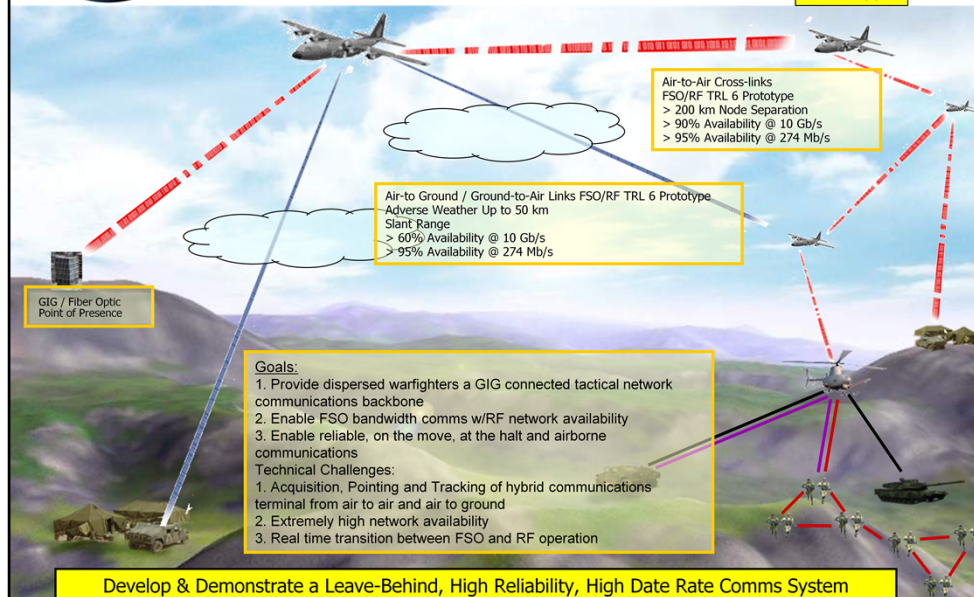 Air-to-Air Cross-links
FSO/RF TRL 6 Prototype
> 200 km Node Separation
> 90% Availability @ 10 Gb/s
> 95% Availability @ 274 Mb/s
Air-to Ground / Ground-to-Air Links FSO/RF TRL 6 Prototype
Adverse Weather Up to 50 km
Slant Range
> 60% Availability @ 10 Gb/s
> 95% Availability @ 274 Mb/s
GIG / Fiber Optic
Point of Presence
Goals:
1. Provide dispersed warfighters a GIG connected tactical network
communications backbone
2. Enable FSO bandwidth comms w/RF network availability
3. Enable reliable, on the move, at the halt and airborne
communications
Technical Challenges:
1. Acquisition, Pointing and Tracking of hybrid communications
terminal from air to air and air to ground
2. Extremely high network availability
3. Real time transition between FSO and RF operation
Develop & Demonstrate a Leave-Behind, High Reliability, High Date Rate Comms System